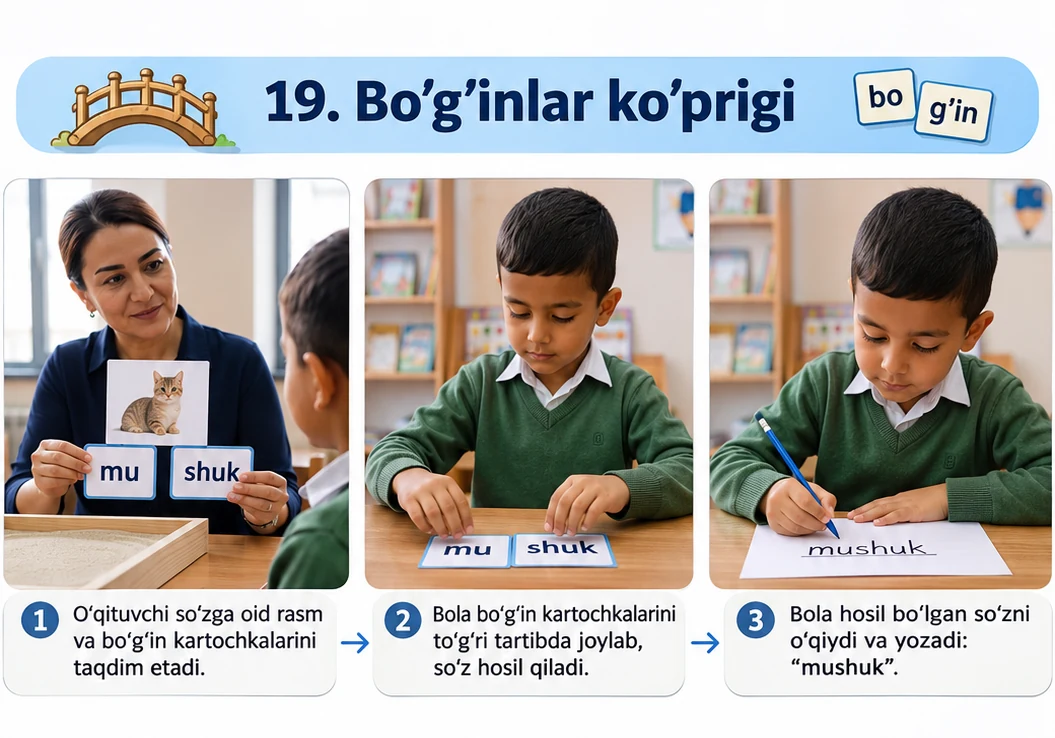 19. Bo’g’inlar ko’prigi
bo
g’in
mu
shuk
mu
shuk
mushuk
1
O‘qituvchi so‘zga oid rasm
va bo‘g‘in kartochkalarini
taqdim etadi.
2
Bola bo‘g‘in kartochkalarini
to‘g‘ri tartibda joylab,
so‘z hosil qiladi.
3
Bola hosil bo‘lgan so‘zni
o‘qiydi va yozadi:
“mushuk”.